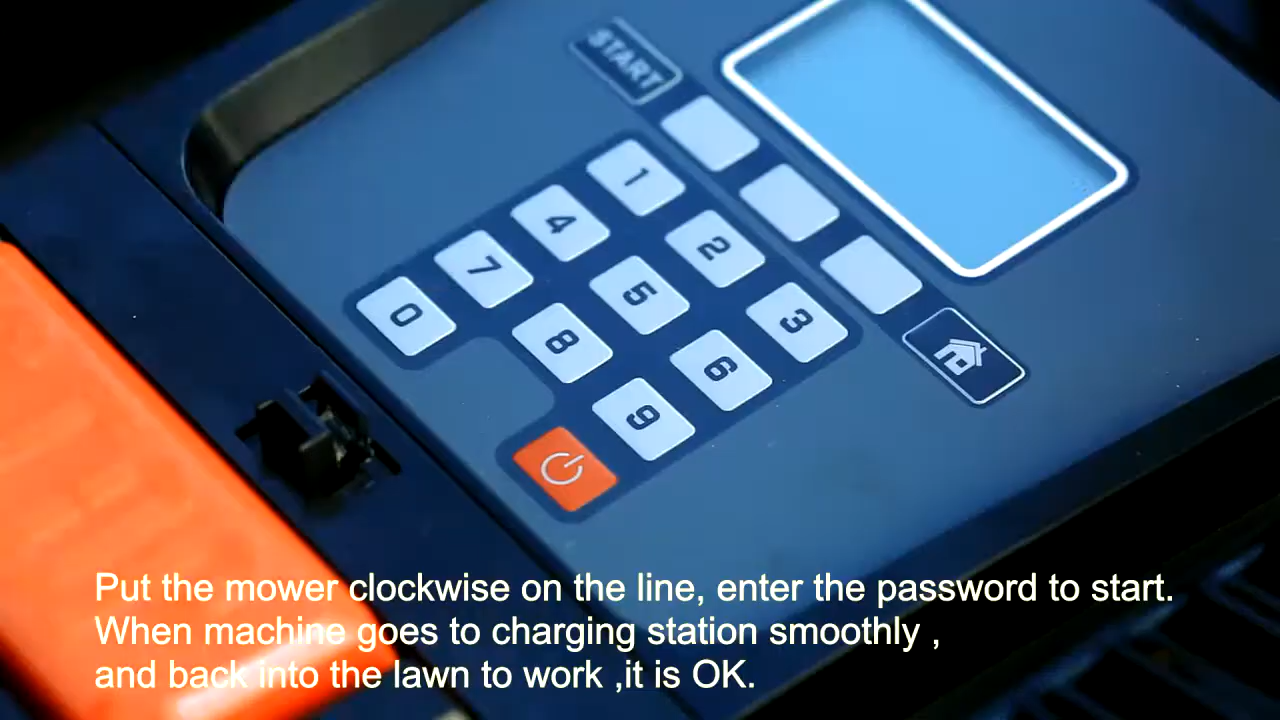 START
1
2
3
4
5
6
7
8
9
0
Put the mower clockwise on the line, enter the password to start.
When machine goes to charging station smoothly ,
and back into the lawn to work ,it is OK.